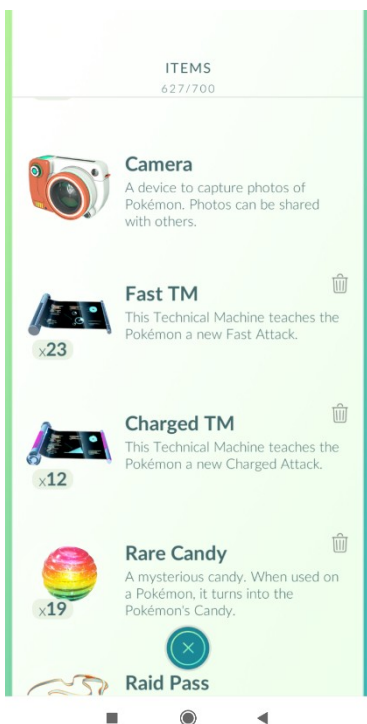 ITEMS
627/700
Camera
A device to capture photos of
Pokémon. Photos can be shared
with others.
Fast TM
This Technical Machine teaches the
Pokémon a new Fast Attack.
x23
Charged TM
This Technical Machine teaches the
Pokémon a new Charged Attack.
x12
Rare Candy
A mysterious candy. When used on
a Pokémon, it turns into the
Pokémon's Candy.
x19
Raid Pass